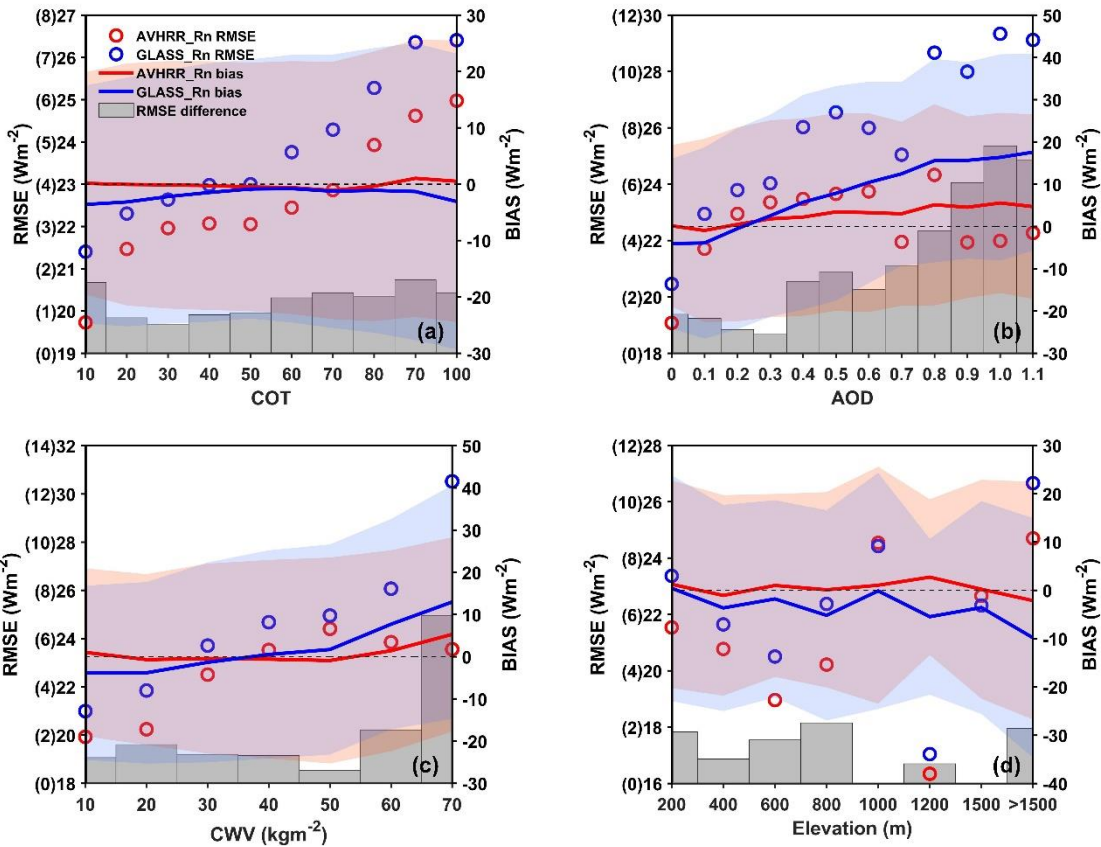 (8)27
(7)26
(6)25
(5)24
(4)23
(3)22
(2)21
(1)20
(0)19
RMSE (Wm-2)
AVHRR_Rn RMSE
GLASS_Rn RMSE
AVHRR_Rn bias
GLASS_Rn bias
RMSE difference
30
20
10
0
-10
-20
-30
BIAS (Wm-2)
(a)
10 20 30 40 50 60 70 80 70 100
COT
(12)30
(10)28
(8)26
(6)24
(4)22
(2)20
(0)18
RMSE (Wm-2)
50
40
30
20
10
0
-10
-20
-30
BIAS (Wm-2)
(b)
0 0.1 0.2 0.3 0.4 0.5 0.6 0.7 0.8 0.9 1.0 1.1
AOD
(14)32
(12)30
(10)28
(8)26
(6)24
(4)22
(2)20
(0)18
RMSE (Wm-2)
50
40
30
20
10
0
-10
-20
-30
BIAS (Wm-2)
(c)
10 20 30 40 50 60 70
CWV (kgm-2)
(12)28
(10)26
(8)24
(6)22
(4)20
(2)18
(0)16
RMSE (Wm-2)
30
20
10
0
-10
-20
-30
-40
BIAS (Wm-2)
(d)
200 400 600 800 1000 1200 1500 >1500
Elevation (m)